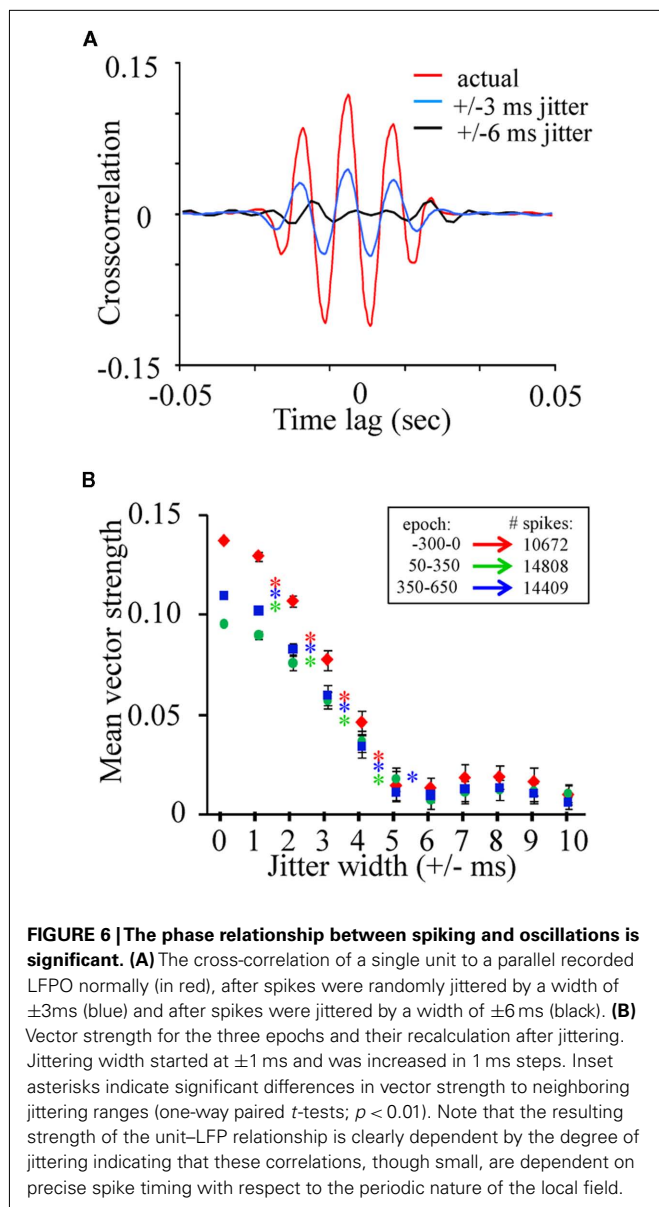 A
0.15
actual
+/-3 ms jitter
+/-6 ms jitter
Crosscorrelation
0
-0.15
-0.05
0
0.05
Time lag (sec)
B
0.15
epoch:
# spikes:
-300-0
10672
50-350
14808
350-650
14409
0.10
Mean vector strength
0.05
0
0 1 2 3 4 5 6 7 8 9 10
Jitter width (+/- ms)
FIGURE 6 | The phase relationship between spiking and oscillations is
significant. (A) The cross-correlation of a single unit to a parallel recorded
LFPO normally (in red), after spikes were randomly jittered by a width of
±3ms (blue) and after spikes were jittered by a width of ±6 ms (black). (B)
Vector strength for the three epochs and their recalculation after jittering.
Jittering width started at ±1 ms and was increased in 1 ms steps. Inset
asterisks indicate significant differences in vector strength to neighboring
jittering ranges (one-way paired t-tests; p < 0.01). Note that the resulting
strength of the unit–LFP relationship is clearly dependent by the degree of
jittering indicating that these correlations, though small, are dependent on
precise spike timing with respect to the periodic nature of the local field.